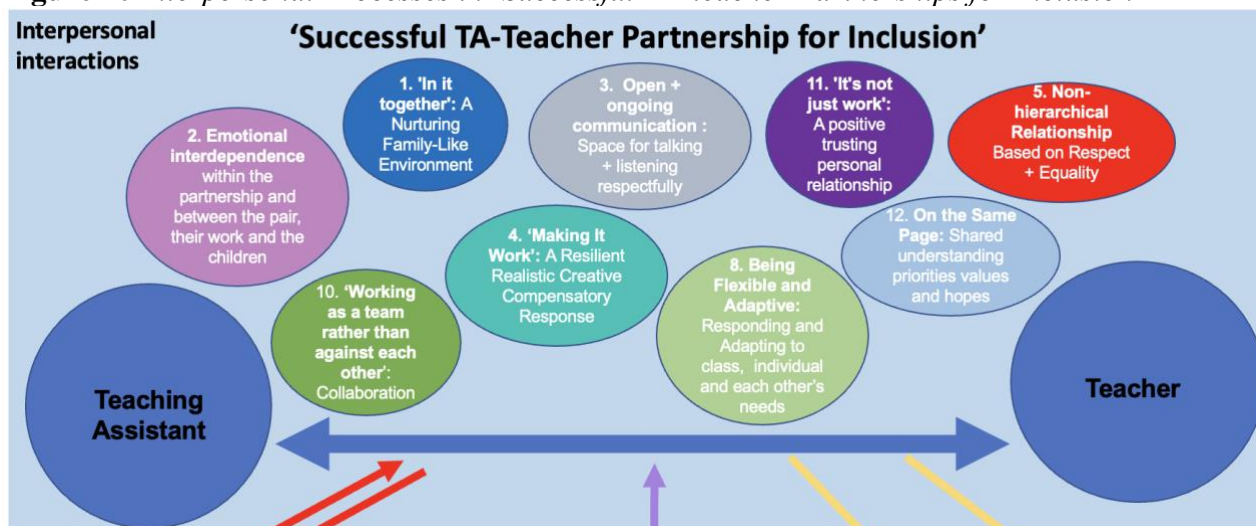 Interpersonal
interactions
'Successful TA-Teacher Partnership for Inclusion'
1. 'In it
together': A
Nurturing
Family-Like
Environment
3. Open +
ongoing
communication :
Space for talking
+ listening
respectfully
11. 'It's not
just work':
A positive
trusting
personal
relationship
5. Non-
hierarchical
Relationship
Based on Respect
+ Equality
2. Emotional
interdependence
within the
partnership and
between the pair,
their work and the
children
4. ‘Making It
Work': A Resilient
Realistic Creative
Compensatory
Response
12. On the Same
Page: Shared
understanding
priorities values
and hopes
8. Being
Flexible and
Adaptive:
Responding and
Adapting to
class, individual
and each other's
needs
10. ‘Working
as a team
rather than
against each
other':
Collaboration
Teaching
Assistant
Teacher